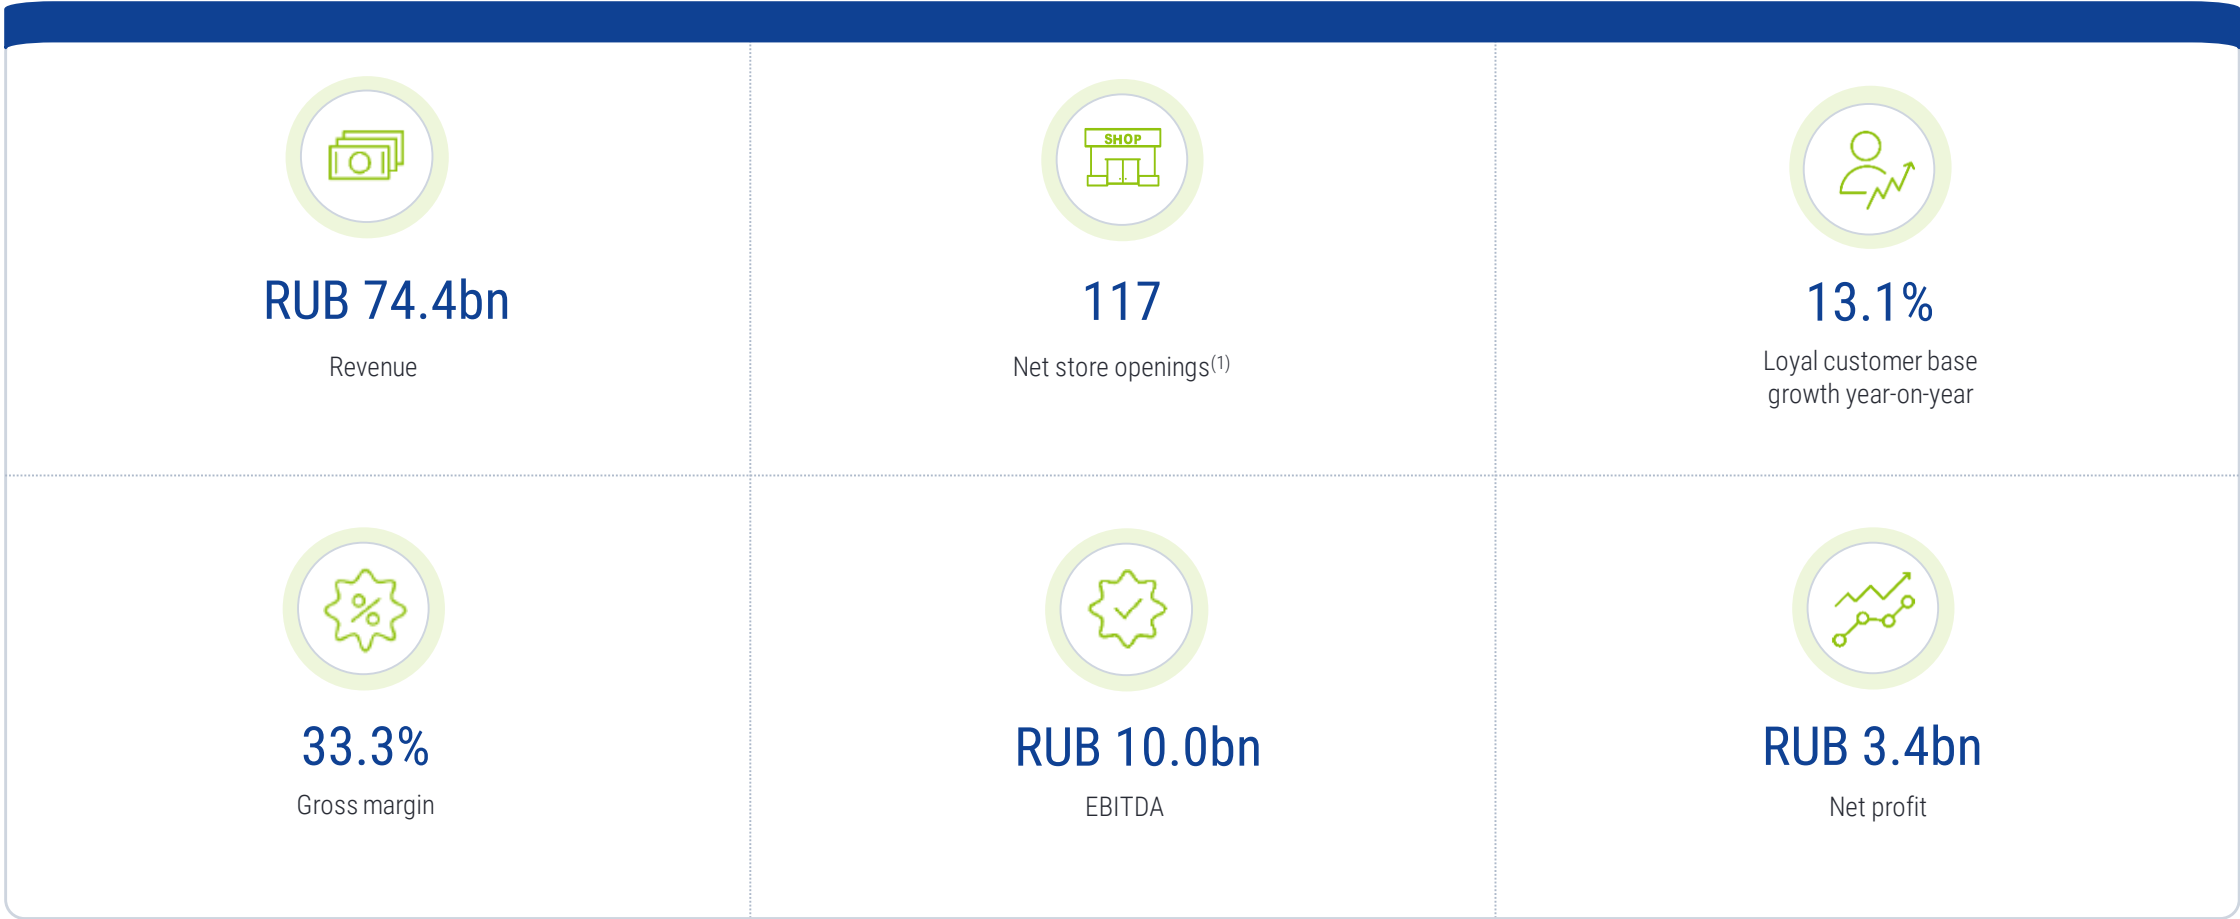 SHOP
RUB 74.4bn
Revenue
117
Net store openings(1)
13.1%
Loyal customer base
growth year-on-year
33.3%
Gross margin
RUB 10.0bn
EBITDA
RUB 3.4bn
Net profit